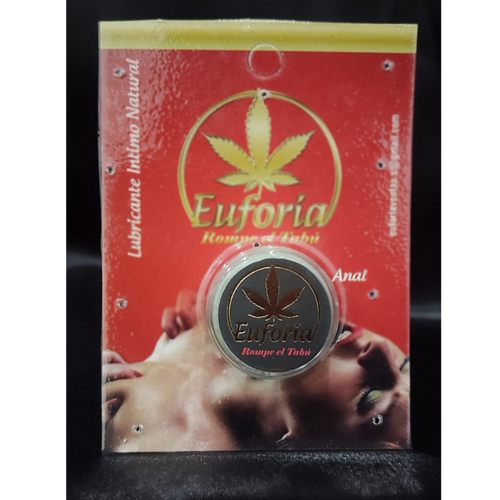 Lubricante Intimo Natural
Euforia
Rompe el Tabú
Anal
Euforia
Rompe el Tabú